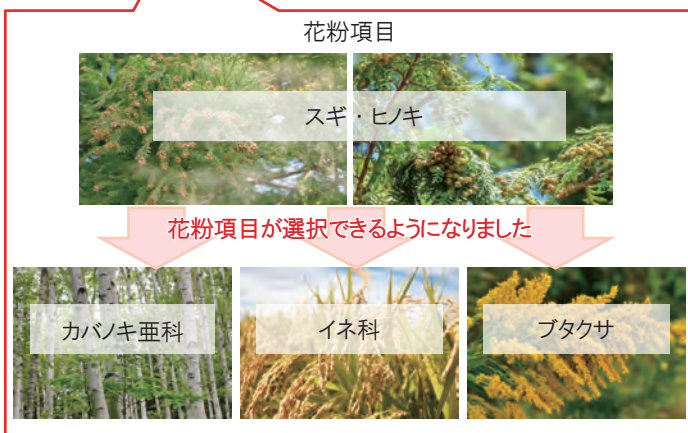 花粉項目
スギ・ヒノキ
花粉項目が選択できるようになりました
カバノキ亜科
イネ科
ブタクサ